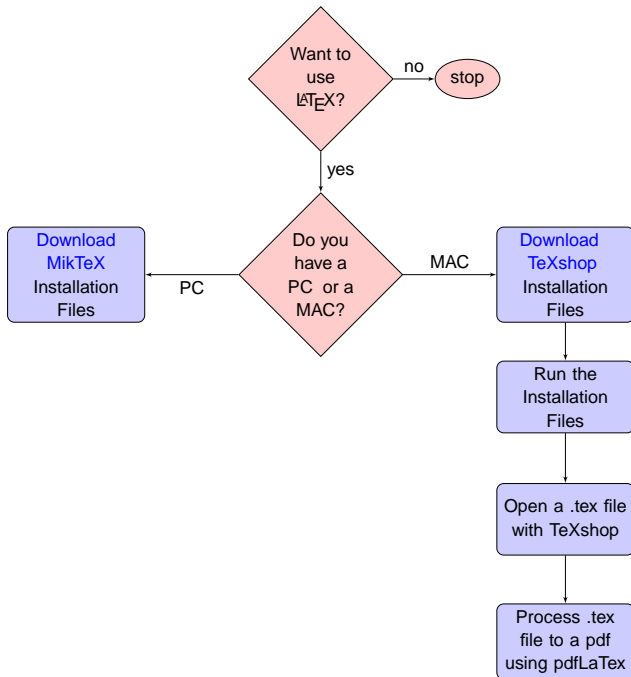 Want to
use
LATEX?
no
stop
yes
Download
MikTeX
Installation
Files
PC
Do you
have a
PC or a
MAC?
MAC
Download
TeXshop
Installation
Files
Run the
Installation
Files
Open a .tex file
with TeXshop
Process .tex
file to a pdf
using pdfLaTex